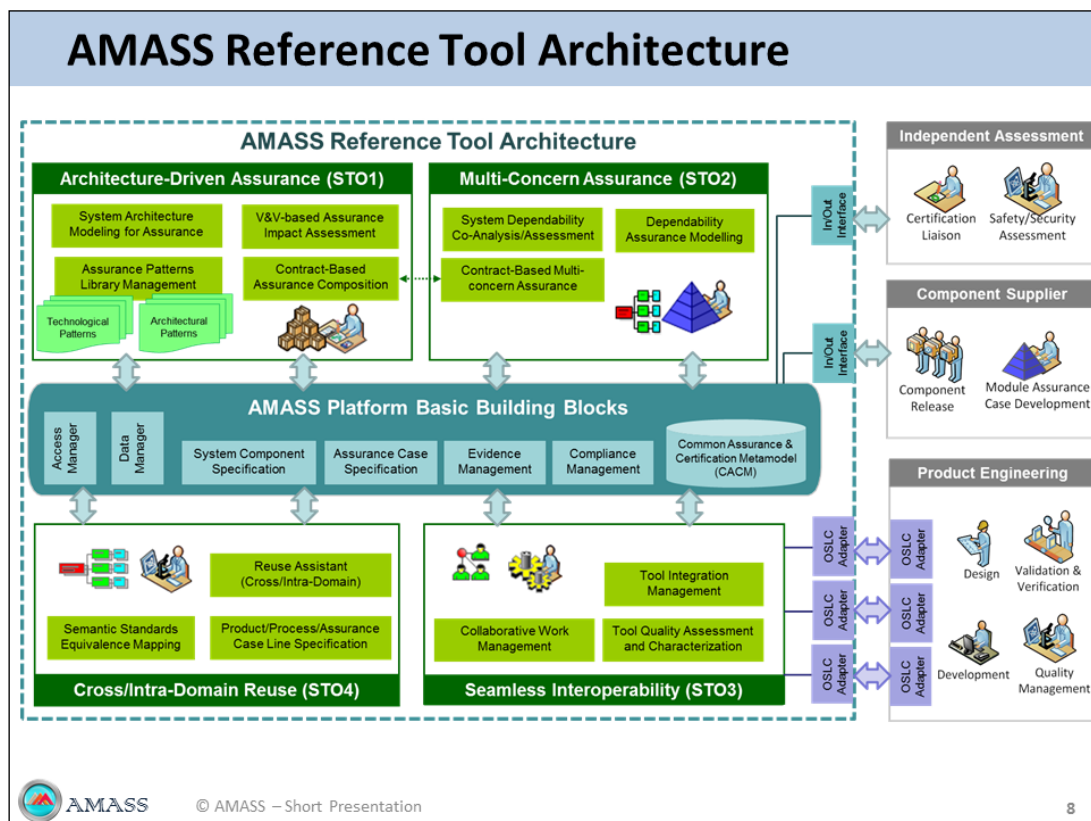 AMASS Reference Tool Architecture
AMASS Reference Tool Architecture
Architecture-Driven Assurance (STO1)
System Architecture
Modeling for Assurance
V&V-based Assurance
Impact Assessment
Assurance Patterns
Library Management
Contract-Based
Assurance Composition
Technological
Patterns
Architectural
Patterns
Multi-Concern Assurance (STO2)
System Dependability
Co-Analysis/Assessment
Dependability
Assurance Modelling
Contract-Based Multi-
concern Assurance
AMASS Platform Basic Building Blocks
Access
Manager
Data
Manager
System Component
Specification
Assurance Case
Specification
Evidence
Management
Compliance
Management
Common Assurance &
Certification Metamodel
(CACM)
Reuse Assistant
(Cross/Intra-Domain)
Semantic Standards
Equivalence Mapping
Product/Process/Assurance
Case Line Specification
Cross/Intra-Domain Reuse (STO4)
Tool Integration
Management
Collaborative Work
Management
Tool Quality Assessment
and Characterization
Seamless Interoperability (STO3)
In/Out
Interface
In/Out
Interface
OSLC
Adapter
OSLC
Adapter
OSLC
Adapter
OSLC
Adapter
OSLC
Adapter
OSLC
Adapter
Independent Assessment
Certification
Liaison
Safety/Security
Assessment
Component Supplier
Component
Release
Module Assurance
Case Development
Product Engineering
Design
Validation &
Verification
Development
Quality
Management
AMASS
© AMASS – Short Presentation
8